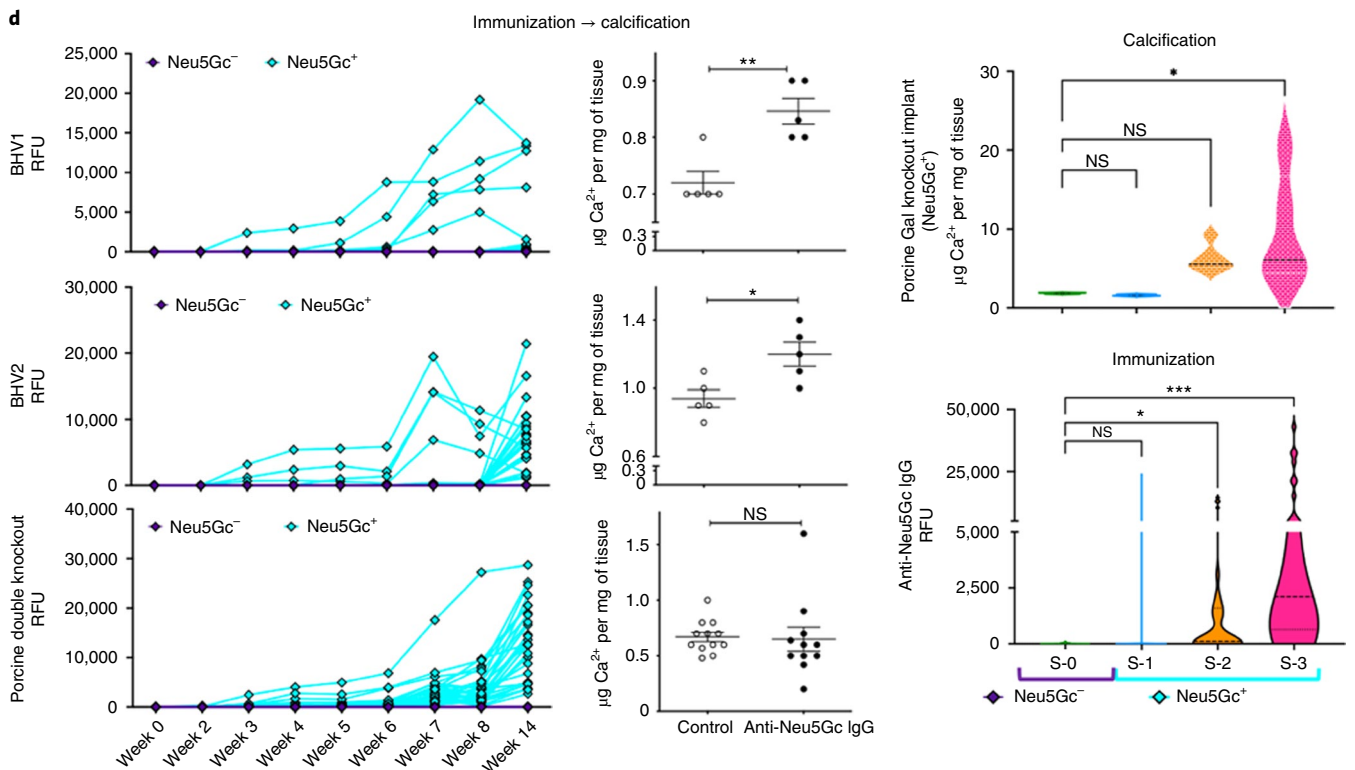 d
Immunization → calcification
BHV1
RFU
25,000
20,000
15,000
10,000
5,000
0
Neu5Gc⁻
Neu5Gc⁺
µg Ca²⁺ per mg of tissue
0.9
0.8
0.7
0.3
0
**
BHV2
RFU
30,000
20,000
10,000
0
Neu5Gc⁻
Neu5Gc⁺
µg Ca²⁺ per mg of tissue
1.4
1.0
0.6
0.3
0
*
Porcine double knockout
RFU
40,000
30,000
20,000
10,000
0
Neu5Gc⁻
Neu5Gc⁺
Week 0
Week 2
Week 3
Week 4
Week 5
Week 6
Week 7
Week 8
Week 14
µg Ca²⁺ per mg of tissue
1.5
1.0
0.5
0
NS
Control
Anti-Neu5Gc IgG
Calcification
Porcine Gal knockout implant
(Neu5Gc⁺)
µg Ca²⁺ per mg of tissue
30
20
10
0
*
NS
NS
Immunization
Anti-Neu5Gc IgG
RFU
50,000
25,000
5,000
2,500
0
***
*
NS
S-0
S-1
S-2
S-3
Neu5Gc⁻
Neu5Gc⁺